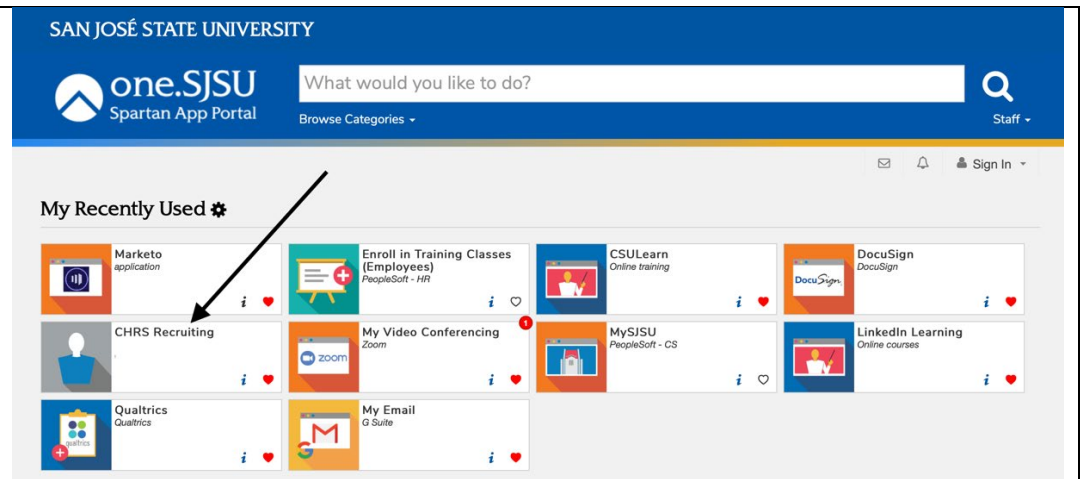 SAN JOSÉ STATE UNIVERSITY
one.SJSU
Spartan App Portal
What would you like to do?
Browse Categories
Staff
Sign In
My Recently Used
Marketo
application
i
Enroll in Training Classes
(Employees)
PeopleSoft - HR
i
CSULearn
Online training
i
DocuSign
DocuSign
DocuSign
i
CHRS Recruiting
i
1
My Video Conferencing
Zoom
zoom
i
MySJSU
PeopleSoft - CS
i
LinkedIn Learning
Online courses
i
Qualtrics
Qualtrics
qualtrics
i
My Email
G Suite
M
G
i